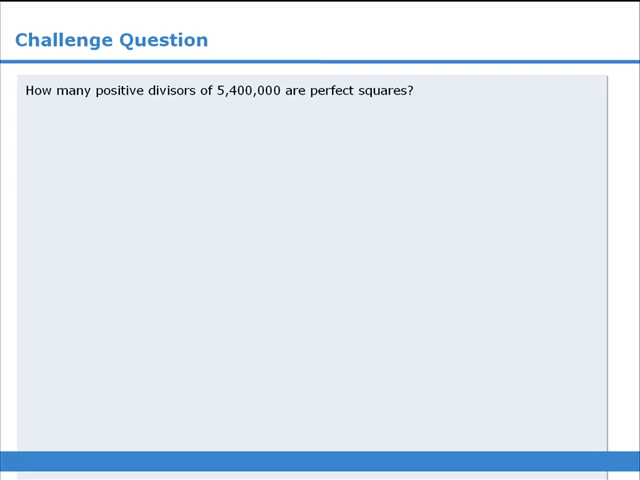 Challenge Question
How many positive divisors of 5,400,000 are perfect squares?